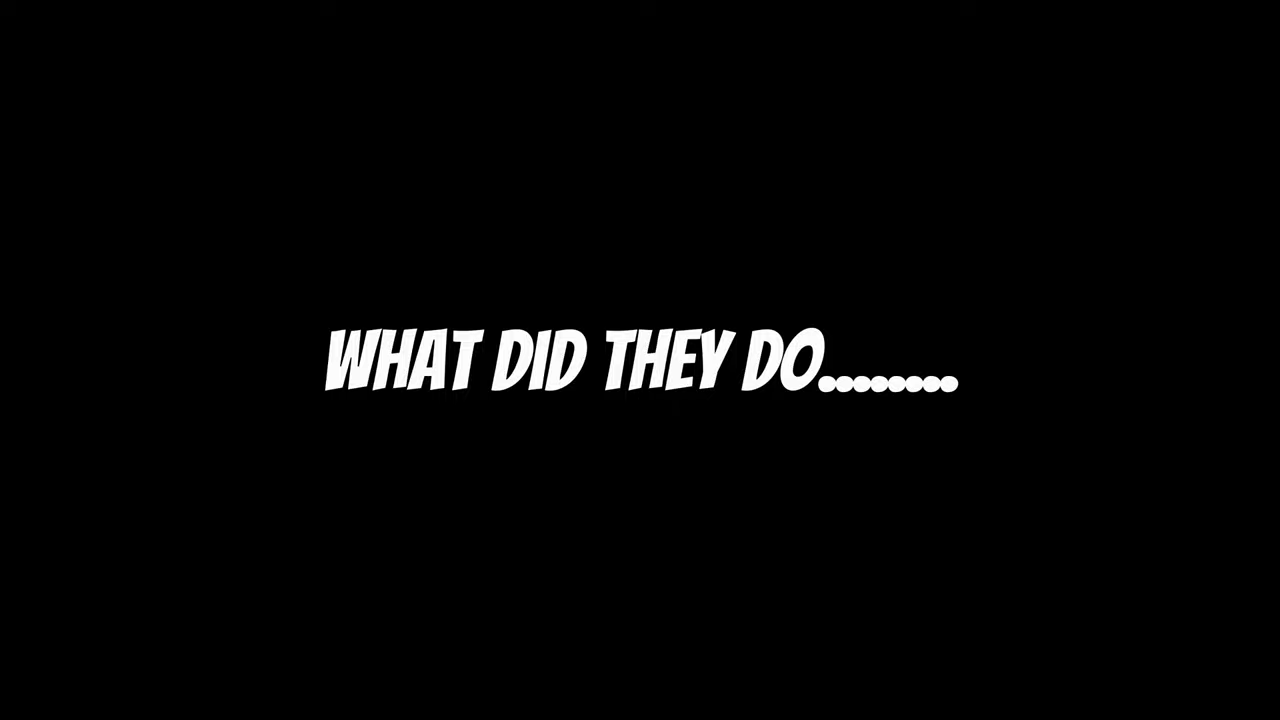 WHAT DID THEY DO........